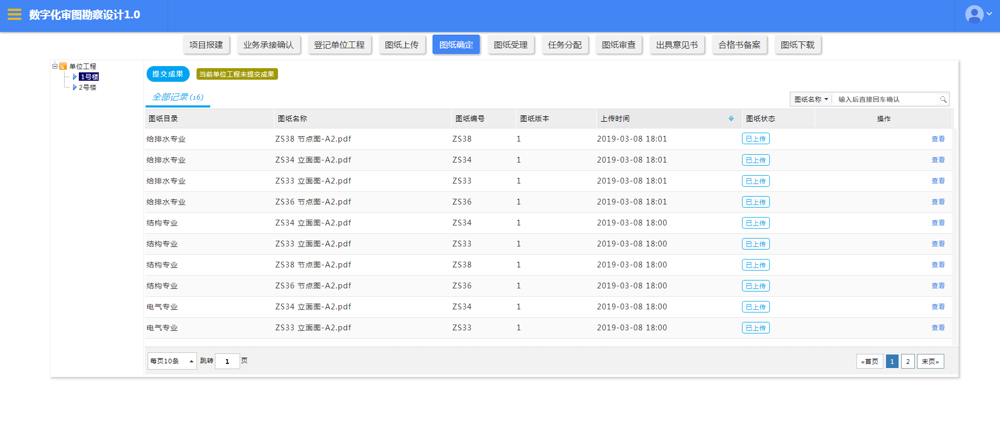 数字化审图勘察设计1.0
项目报建 业务承接确认 登记单位工程 图纸上传 图纸确定 图纸受理 任务分配 图纸审查 出具意见书 合格书备案 图纸下载
单位工程
1号楼
2号楼
提交成果 当前单位工程未提交成果
全部记录 (16)
图纸名称 输入后直接回车确认
图纸目录 图纸名称 图纸编号 图纸版本 上传时间 图纸状态 操作
给排水专业 ZS38 节点图-A2.pdf ZS38 1 2019-03-08 18:01 已上传 查看
给排水专业 ZS34 立面图-A2.pdf ZS34 1 2019-03-08 18:01 已上传 查看
给排水专业 ZS33 立面图-A2.pdf ZS33 1 2019-03-08 18:01 已上传 查看
给排水专业 ZS36 节点图-A2.pdf ZS36 1 2019-03-08 18:01 已上传 查看
结构专业 ZS34 立面图-A2.pdf ZS34 1 2019-03-08 18:00 已上传 查看
结构专业 ZS33 立面图-A2.pdf ZS33 1 2019-03-08 18:00 已上传 查看
结构专业 ZS38 节点图-A2.pdf ZS38 1 2019-03-08 18:00 已上传 查看
结构专业 ZS36 节点图-A2.pdf ZS36 1 2019-03-08 18:00 已上传 查看
电气专业 ZS34 立面图-A2.pdf ZS34 1 2019-03-08 18:00 已上传 查看
电气专业 ZS33 立面图-A2.pdf ZS33 1 2019-03-08 18:00 已上传 查看
每页10条 跳转 1 页 «首页 1 2 末页»